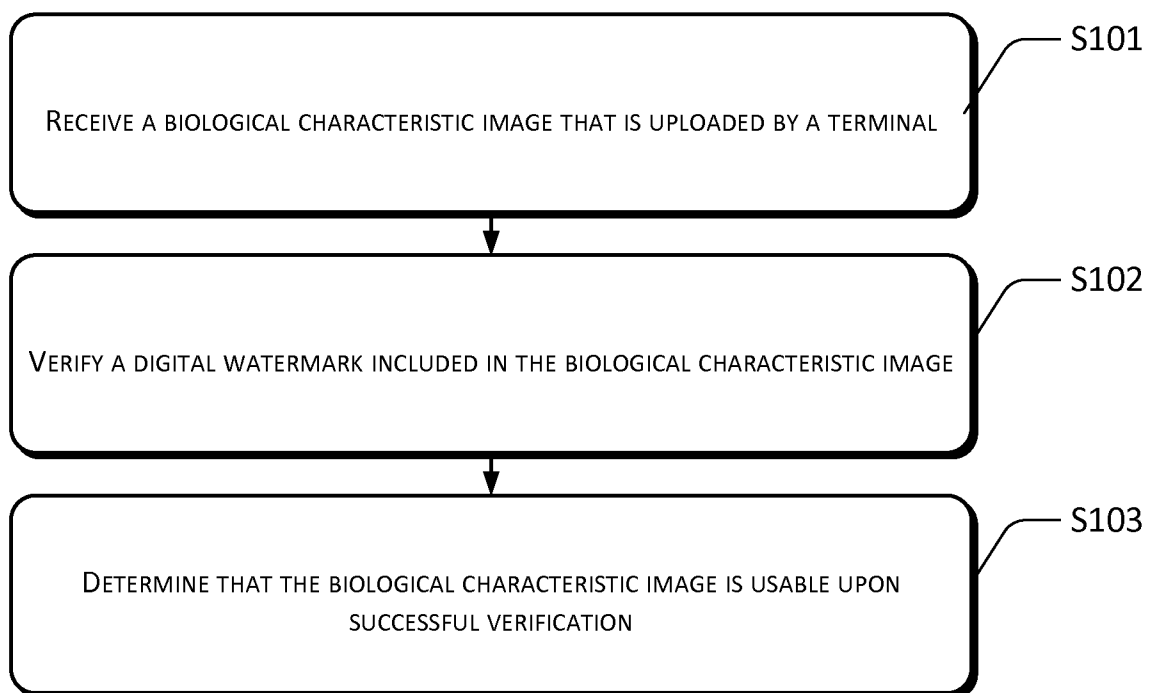 S101
RECEIVE A BIOLOGICAL CHARACTERISTIC IMAGE THAT IS UPLOADED BY A TERMINAL
S102
VERIFY A DIGITAL WATERMARK INCLUDED IN THE BIOLOGICAL CHARACTERISTIC IMAGE
S103
DETERMINE THAT THE BIOLOGICAL CHARACTERISTIC IMAGE IS USABLE UPON
SUCCESSFUL VERIFICATION